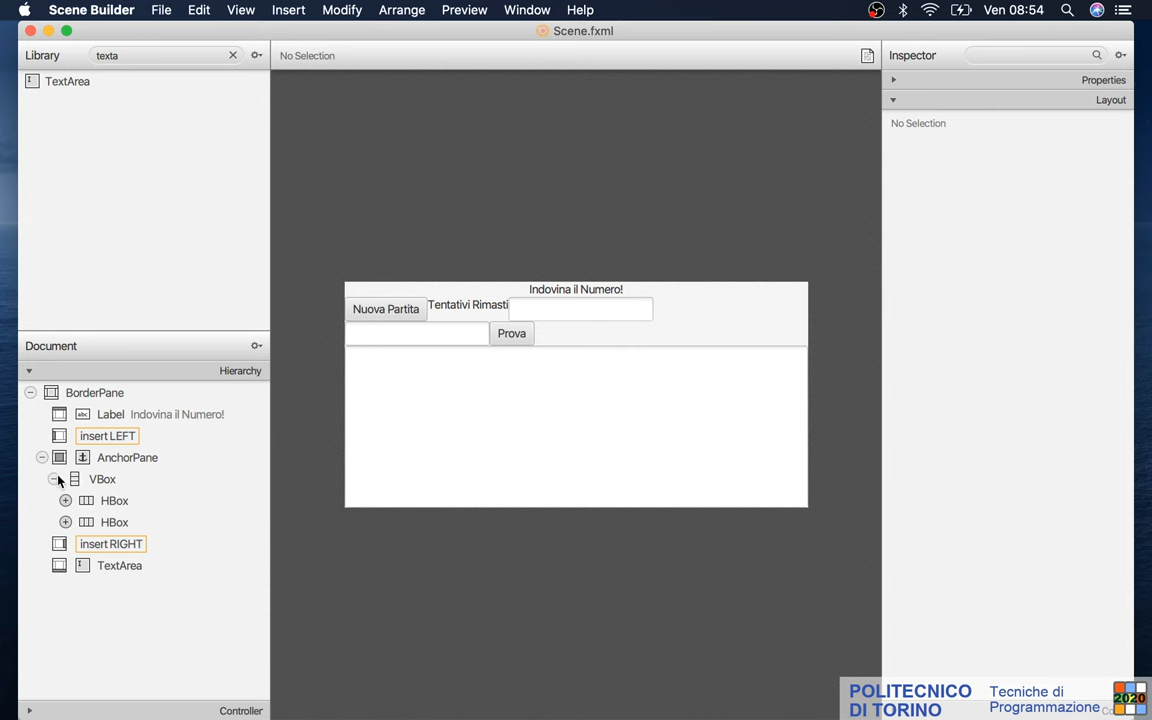 Scene Builder File Edit View Insert Modify Arrange Preview Window Help Ven 08:54
Scene.fxml
Library texta No Selection Inspector
TextArea
Properties
Layout
No Selection
Indovina il Numero!
Nuova Partita Tentativi Rimasti
Prova
Document
Hierarchy
BorderPane
Label Indovina il Numero!
insert LEFT
AnchorPane
VBox
HBox
HBox
insert RIGHT
TextArea
Controller
POLITECNICO
DI TORINO
Tecniche di
Programmazione
2020